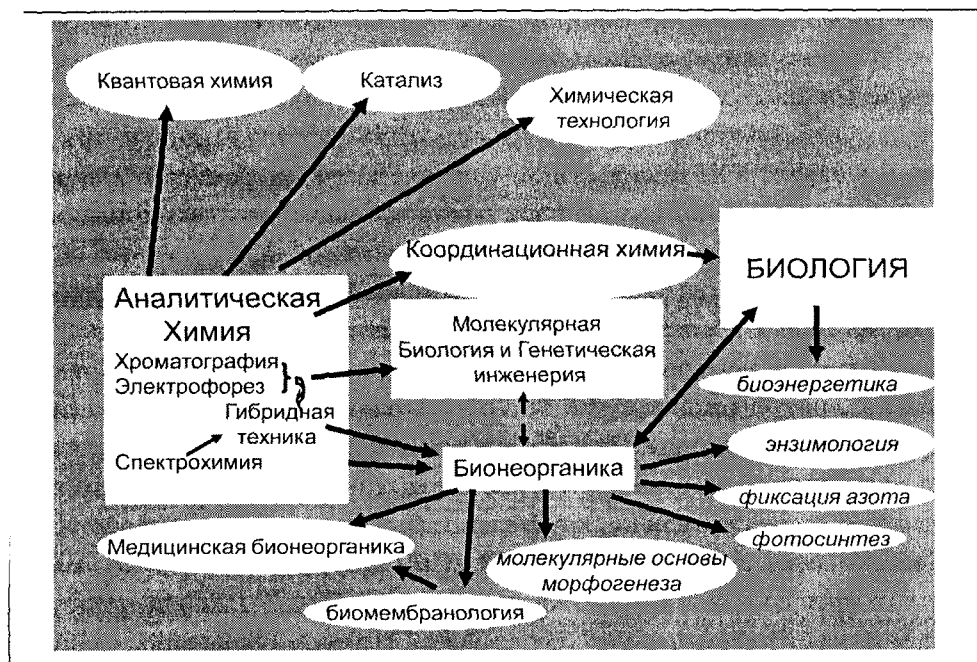 Квантовая химия
Катализ
Химическая
технология
Координационная химия
БИОЛОГИЯ
Аналитическая
Химия
Хроматография
Электрофорез
Гибридная
техника
Спектрохимия
Молекулярная
Биология и Генетическая
инженерия
биоэнергетика
энзимология
Бионеорганика
фиксация азота
фотосинтез
Медицинская бионеорганика
молекулярные основы
морфогенеза
биомембранология